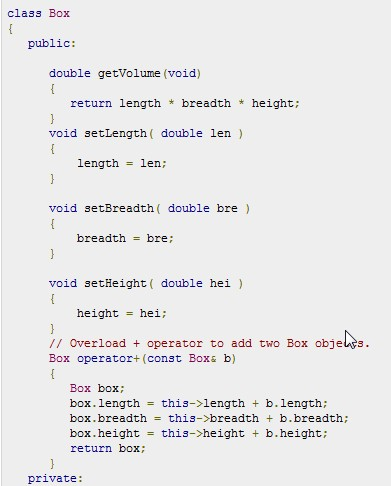 class Box
{
public:
double getVolume(void)
{
return length * breadth * height;
}
void setLength( double len )
{
length = len;
}
void setBreadth( double bre )
{
breadth = bre;
}
void setHeight( double hei )
{
height = hei;
}
// Overload + operator to add two Box objects.
Box operator+(const Box& b)
{
Box box;
box.length = this->length + b.length;
box.breadth = this->breadth + b.breadth;
box.height = this->height + b.height;
return box;
}
private: